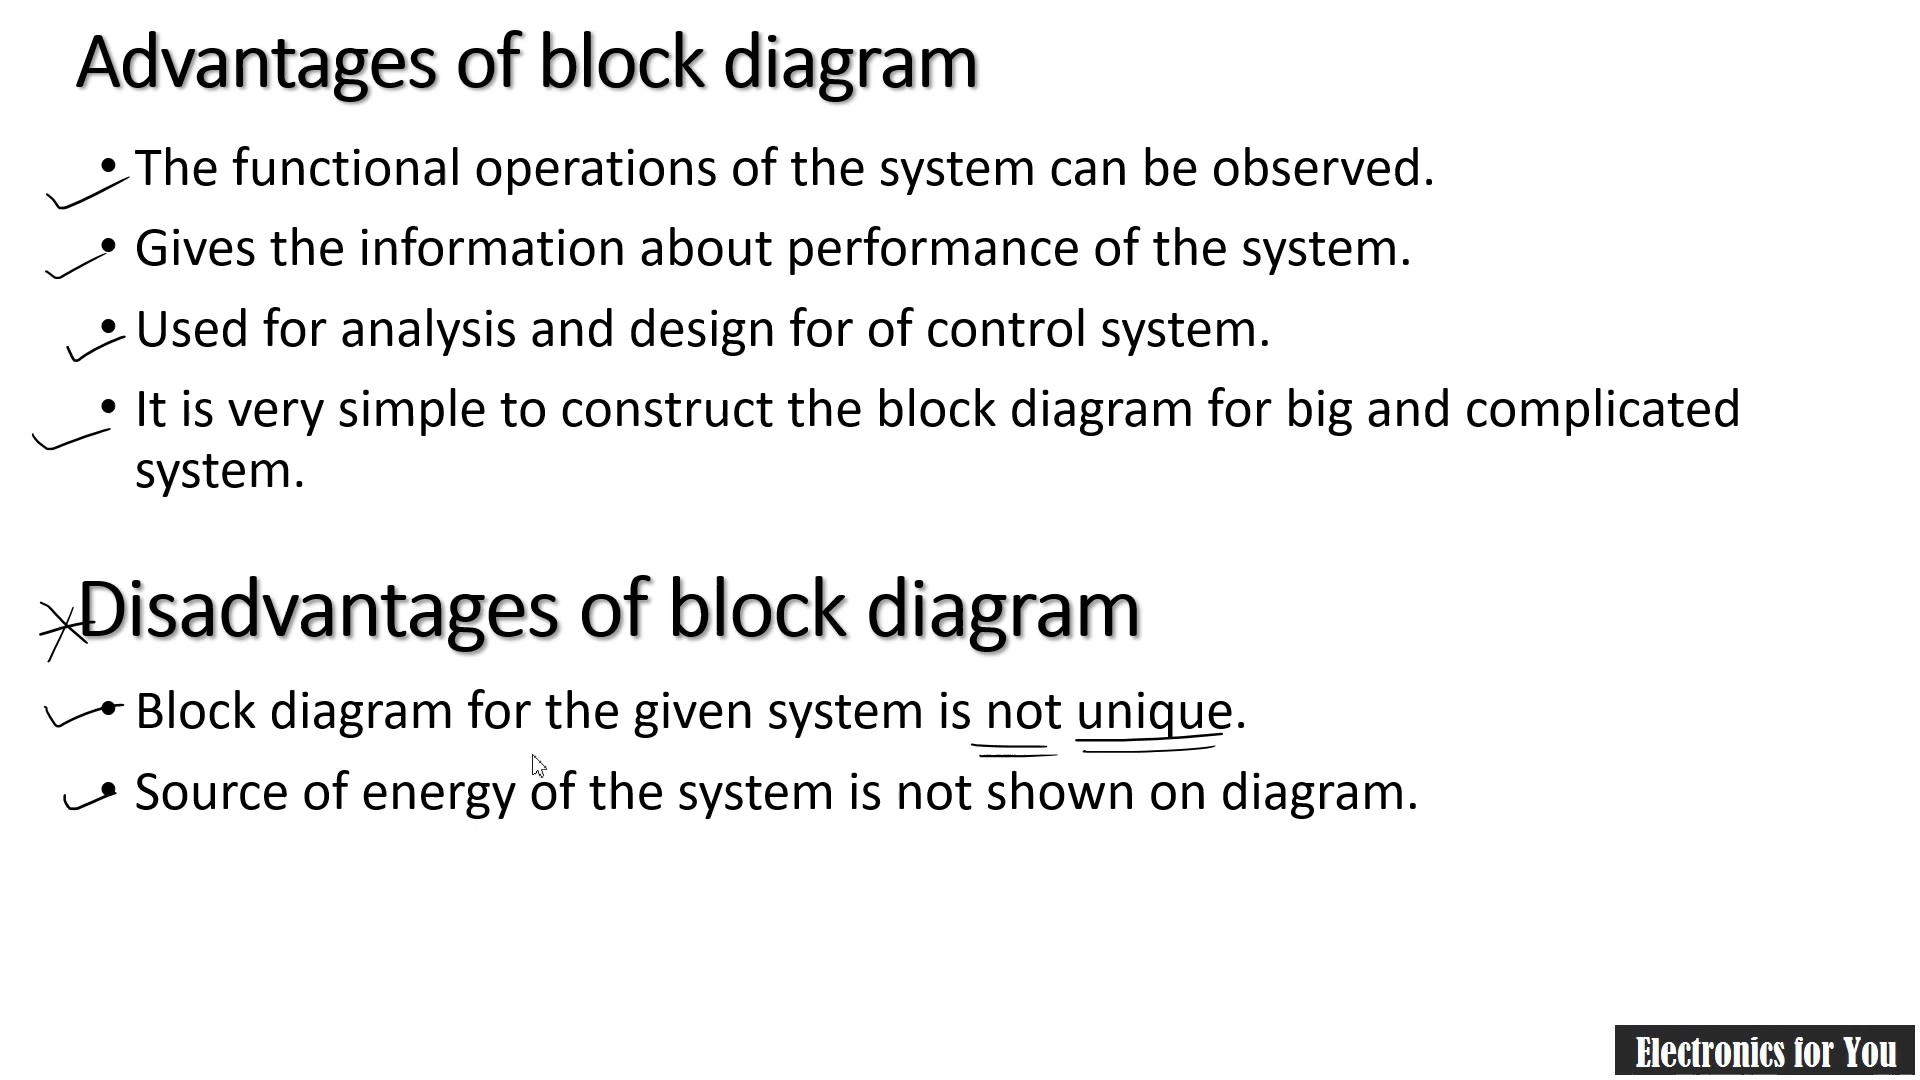 Advantages of block diagram
• The functional operations of the system can be observed.
• Gives the information about performance of the system.
• Used for analysis and design for of control system.
• It is very simple to construct the block diagram for big and complicated
system.
Disadvantages of block diagram
• Block diagram for the given system is not unique.
• Source of energy of the system is not shown on diagram.
Electronics for You